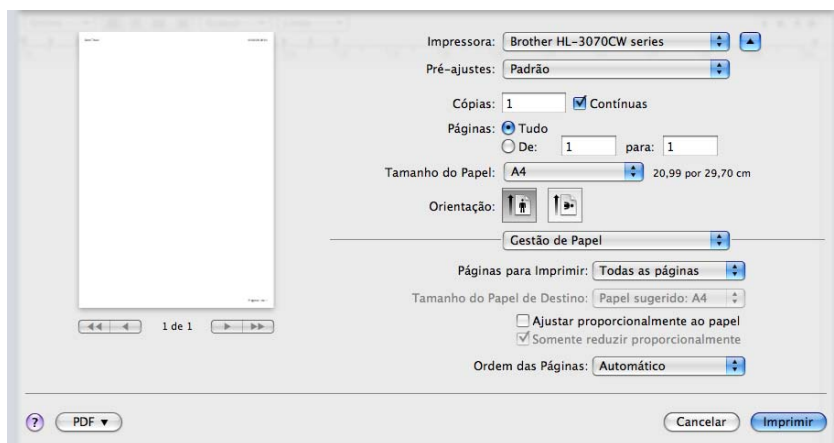 Impressora: Brother HL-3070CW series
Pré-ajustes: Padrão
Cópias: 1 Contínuas
Páginas: Tudo
De: 1 para: 1
Tamanho do Papel: A4 20,99 por 29,70 cm
Orientação:
Gestão de Papel
Páginas para Imprimir: Todas as páginas
Tamanho do Papel de Destino: Papel sugerido: A4
Ajustar proporcionalmente ao papel
Somente reduzir proporcionalmente
Ordem das Páginas: Automático
1 de 1
? PDF Cancelar Imprimir